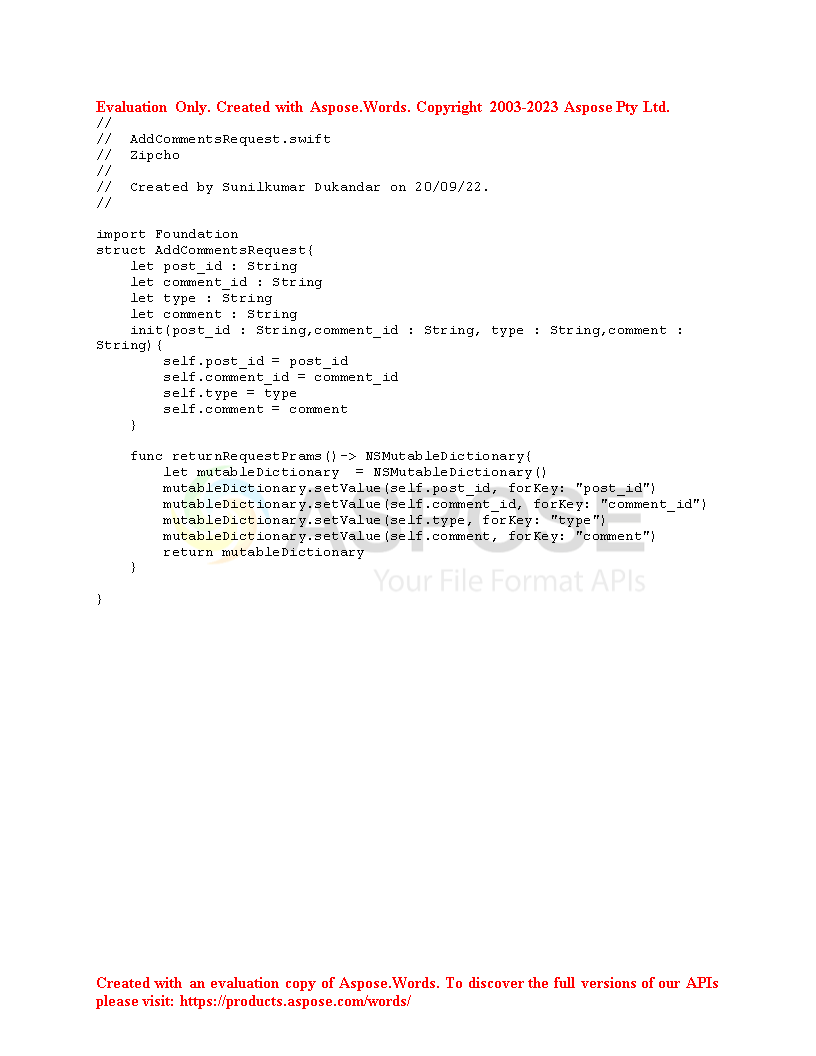 Evaluation Only. Created with Aspose.Words. Copyright 2003-2023 Aspose Pty Ltd.
//
//  AddCommentsRequest.swift
//  Zipcho
//
//  Created by Sunilkumar Dukandar on 20/09/22.
//

import Foundation
struct AddCommentsRequest{
    let post_id : String
    let comment_id : String
    let type : String
    let comment : String
    init(post_id : String,comment_id : String, type : String,comment :
String){
        self.post_id = post_id
        self.comment_id = comment_id
        self.type = type
        self.comment = comment
    }

    func returnRequestPrams()-> NSMutableDictionary{
        let mutableDictionary  = NSMutableDictionary()
        mutableDictionary.setValue(self.post_id, forKey: "post_id")
        mutableDictionary.setValue(self.comment_id, forKey: "comment_id")
        mutableDictionary.setValue(self.type, forKey: "type")
        mutableDictionary.setValue(self.comment, forKey: "comment")
        return mutableDictionary
    }

}
ASPOSE
Your File Format APIs
Created with an evaluation copy of Aspose.Words. To discover the full versions of our APIs
please visit: https://products.aspose.com/words/